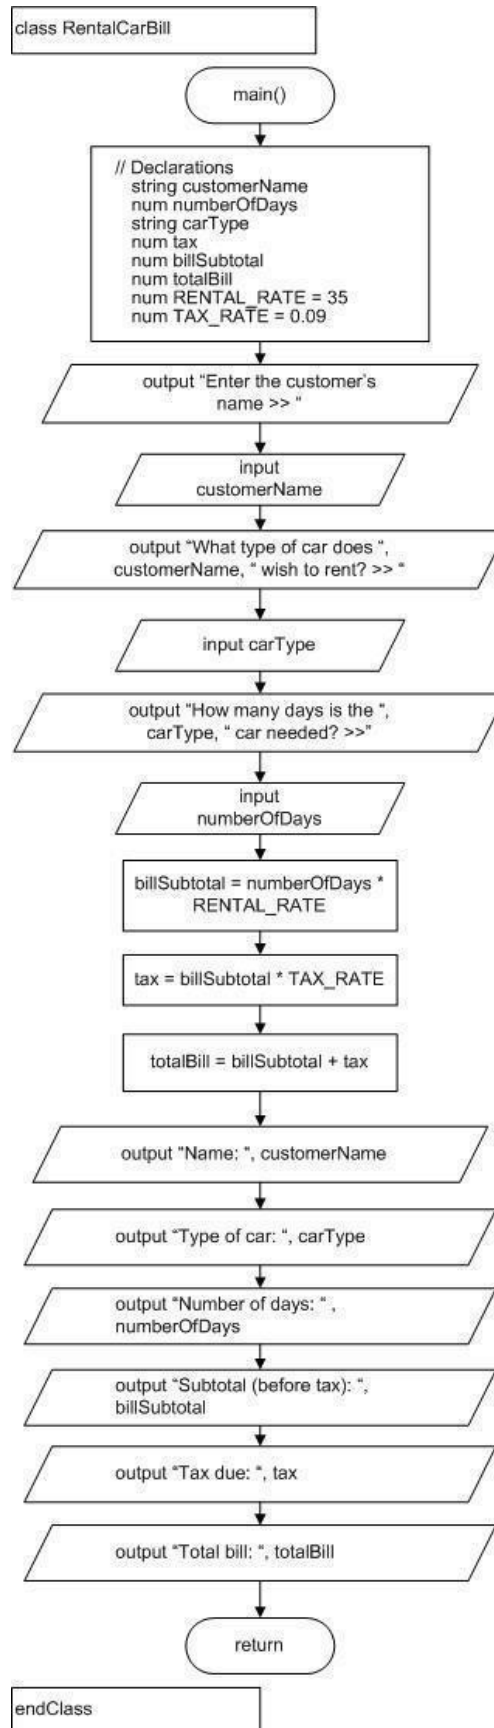 class RentalCarBill
main()
// Declarations
string customerName
num numberOfDays
string carType
num tax
num billSubtotal
num totalBill
num RENTAL_RATE = 35
num TAX_RATE = 0.09
output “Enter the customer’s
name >> “
input
customerName
output “What type of car does “,
customerName, “ wish to rent? >> “
input carType
output “How many days is the “,
carType, “ car needed? >>”
input
numberOfDays
billSubtotal = numberOfDays *
RENTAL_RATE
tax = billSubtotal * TAX_RATE
totalBill = billSubtotal + tax
output "Name: “, customerName
output “Type of car: “, carType
output “Number of days: “ ,
numberOfDays
output “Subtotal (before tax): “,
billSubtotal
output “Tax due: “, tax
output “Total bill: “, totalBill
return
endClass